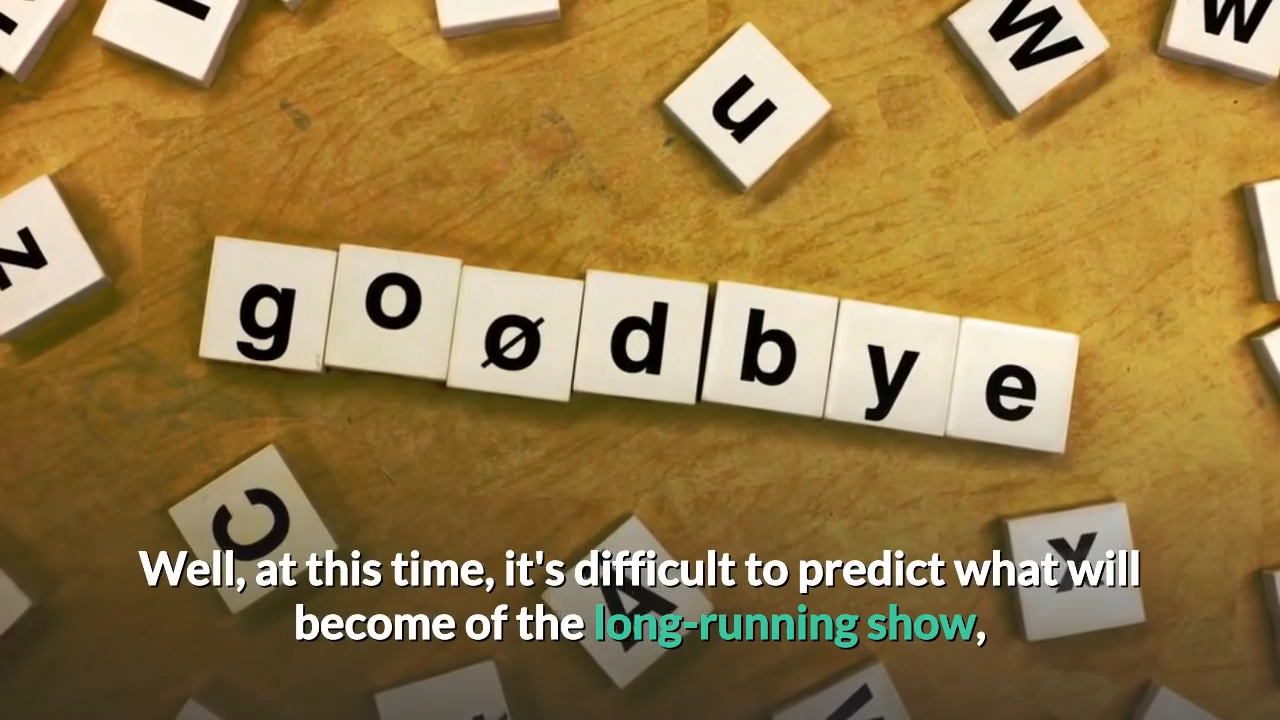 W
w
u
N
goødbye
C
Well, at this time, it's difficult to predict what will
A
X
become of the long-running show,